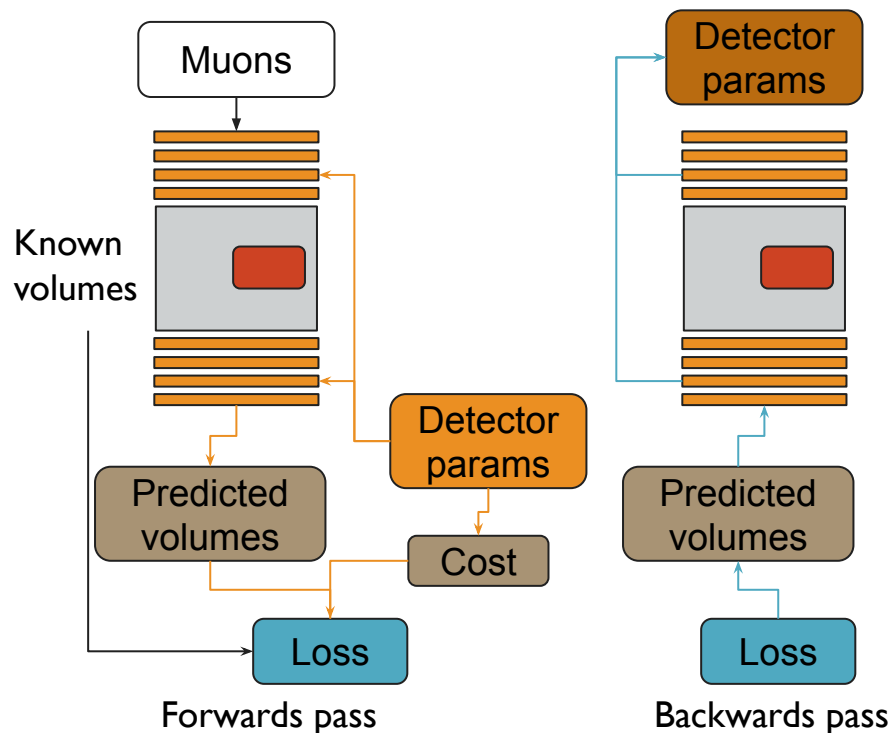 Muons
Known
volumes
Detector
params
Predicted
volumes
Cost
Loss
Forwards pass
Detector
params
Predicted
volumes
Loss
Backwards pass